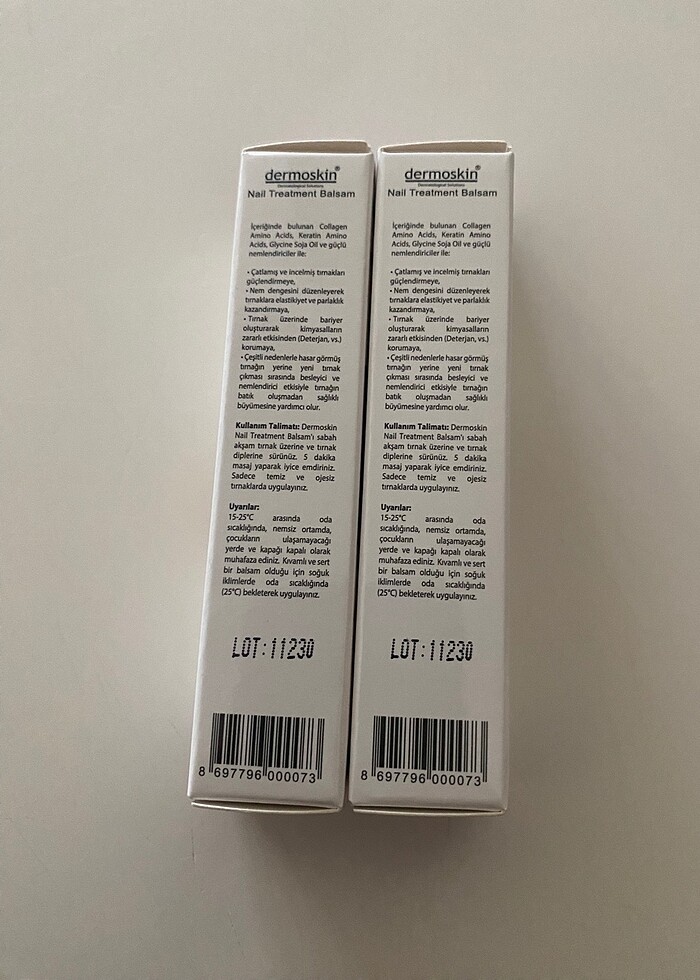 dermoskin®
Dermatological Solutions
Nail Treatment Balsam
İçeriğinde bulunan Collagen
Amino Acids, Keratin Amino
Acids, Glycine Soja Oil ve güçlü
nemlendiriciler ile:
• Çatlamış ve incelmiş tırnakları
güçlendirmeye,
• Nem dengesini düzenleyerek
tırnaklara elastikiyet ve parlaklık
kazandırmaya,
• Tırnak üzerinde bariyer
oluşturarak kimyasalların
zararlı etkisinden (Deterjan, vs.)
korumaya,
• Çeşitli nedenlerle hasar görmüş
tırnağın yerine yeni tırnak
çıkması sırasında besleyici ve
nemlendirici etkisiyle tırnağın
batık oluşmadan sağlıklı
büyümesine yardımcı olur.
Kullanım Talimatı: Dermoskin
Nail Treatment Balsam'ı sabah
akşam tırnak üzerine ve tırnak
diplerine sürünüz. 5 dakika
masaj yaparak iyice emdiriniz.
Sadece temiz ve ojesiz
tırnaklarda uygulayınız.
Uyarılar:
15-25°C arasında oda
sıcaklığında, nemsiz ortamda,
çocukların ulaşamayacağı
yerde ve kapağı kapalı olarak
muhafaza ediniz. Kıvamlı ve sert
bir balsam olduğu için soğuk
iklimlerde oda sıcaklığında
(25°C) bekleterek uygulayınız.
LOT:11230
8 697796 000073
dermoskin®
Dermatological Solutions
Nail Treatment Balsam
İçeriğinde bulunan Collagen
Amino Acids, Keratin Amino
Acids, Glycine Soja Oil ve güçlü
nemlendiriciler ile:
• Çatlamış ve incelmiş tırnakları
güçlendirmeye,
• Nem dengesini düzenleyerek
tırnaklara elastikiyet ve parlaklık
kazandırmaya,
• Tırnak üzerinde bariyer
oluşturarak kimyasalların
zararlı etkisinden (Deterjan, vs.)
korumaya,
• Çeşitli nedenlerle hasar görmüş
tırnağın yerine yeni tırnak
çıkması sırasında besleyici ve
nemlendirici etkisiyle tırnağın
batık oluşmadan sağlıklı
büyümesine yardımcı olur.
Kullanım Talimatı: Dermoskin
Nail Treatment Balsam'ı sabah
akşam tırnak üzerine ve tırnak
diplerine sürünüz. 5 dakika
masaj yaparak iyice emdiriniz.
Sadece temiz ve ojesiz
tırnaklarda uygulayınız.
Uyarılar:
15-25°C arasında oda
sıcaklığında, nemsiz ortamda,
çocukların ulaşamayacağı
yerde ve kapağı kapalı olarak
muhafaza ediniz. Kıvamlı ve sert
bir balsam olduğu için soğuk
iklimlerde oda sıcaklığında
(25°C) bekleterek uygulayınız.
LOT:11230
8 697796 000073